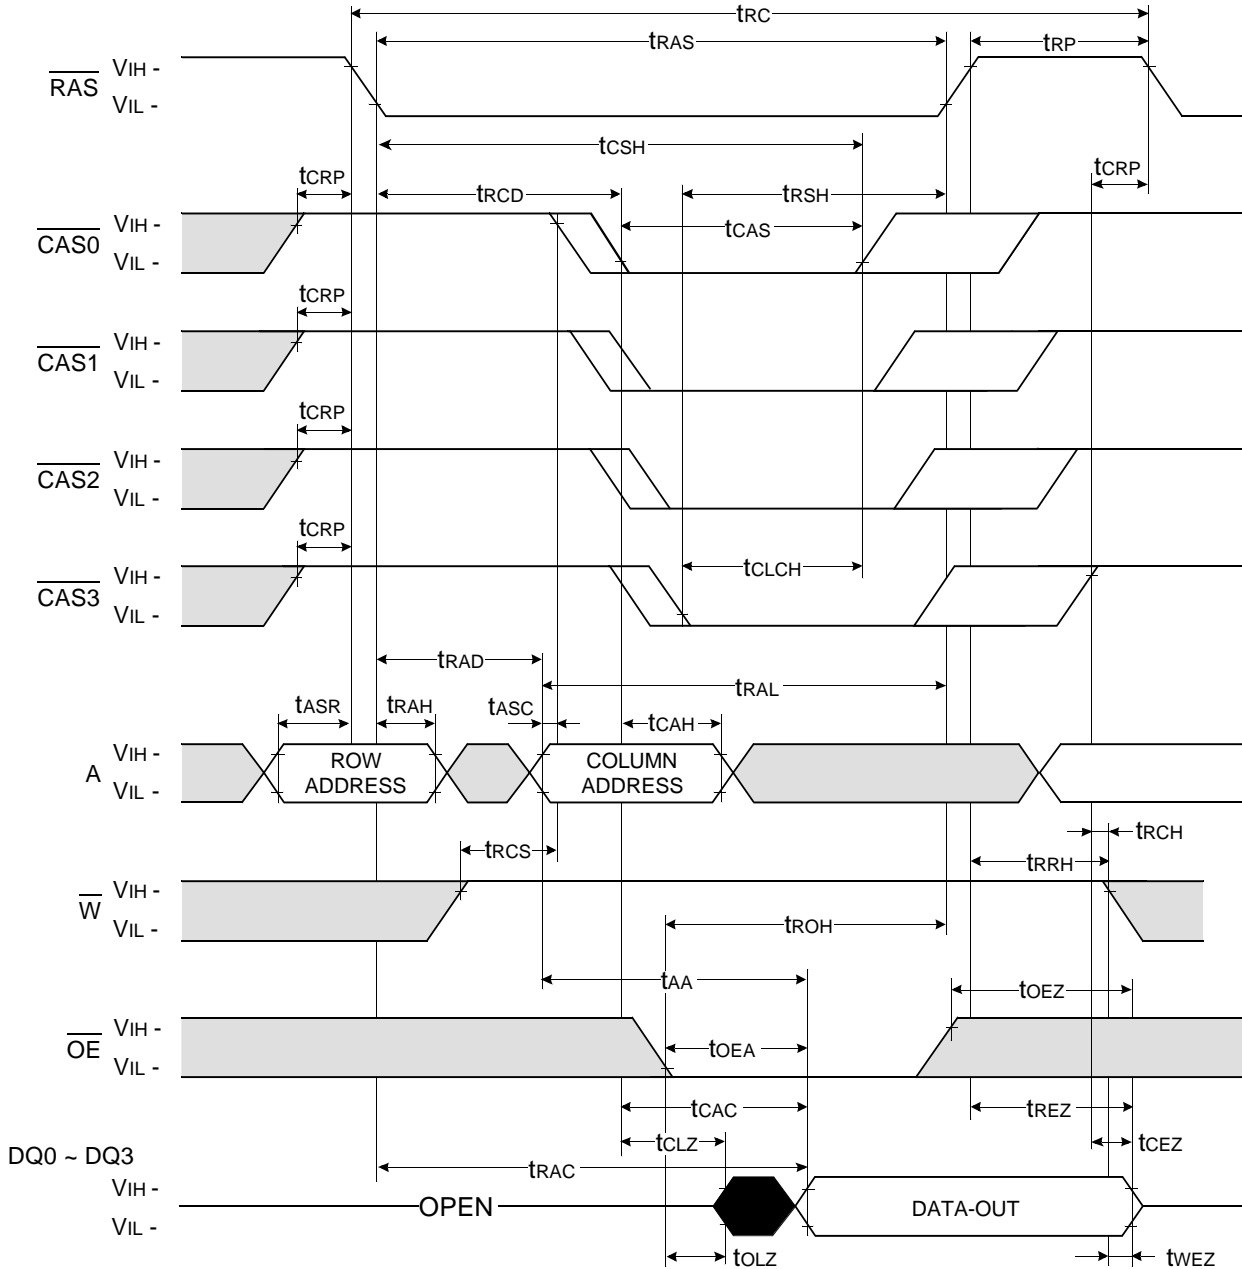 tRC
tRAS
tRP
RAS
VIH -
VIL -
tCSH
tCRP
tRCD
tRSH
tCRP
CAS0
VIH -
VIL -
tCAS
tCRP
CAS1
VIH -
VIL -
tCRP
CAS2
VIH -
VIL -
tCRP
CAS3
VIH -
VIL -
tCLCH
tRAD
tRAL
tASR
tRAH
tASC
tCAH
A
VIH -
VIL -
ROW
ADDRESS
COLUMN
ADDRESS
tRCH
tRCS
tRRH
W
VIH -
VIL -
tROH
tAA
tOEZ
OE
VIH -
VIL -
tOEA
tCAC
tREZ
tCLZ
tCEZ
DQ0 ~ DQ3
tRAC
VIH -
VIL -
OPEN
DATA-OUT
tOLZ
tWEZ